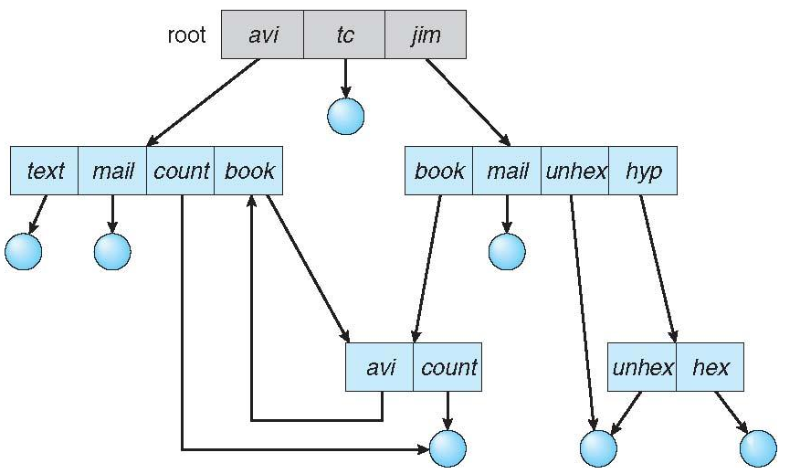 root avi tc jim
text mail count book book mail unhex hyp
avi count unhex hex